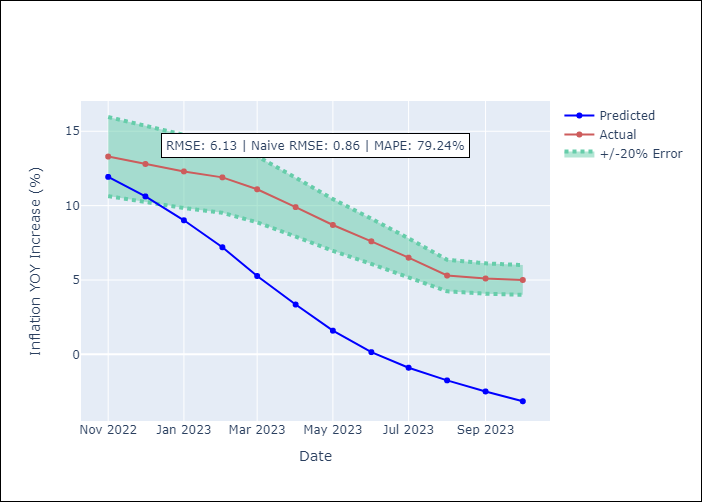 Predicted
Actual
+/-20% Error
RMSE: 6.13 | Naive RMSE: 0.86 | MAPE: 79.24%
Inflation YOY Increase (%)
15
10
5
0
Nov 2022 Jan 2023 Mar 2023 May 2023 Jul 2023 Sep 2023
Date